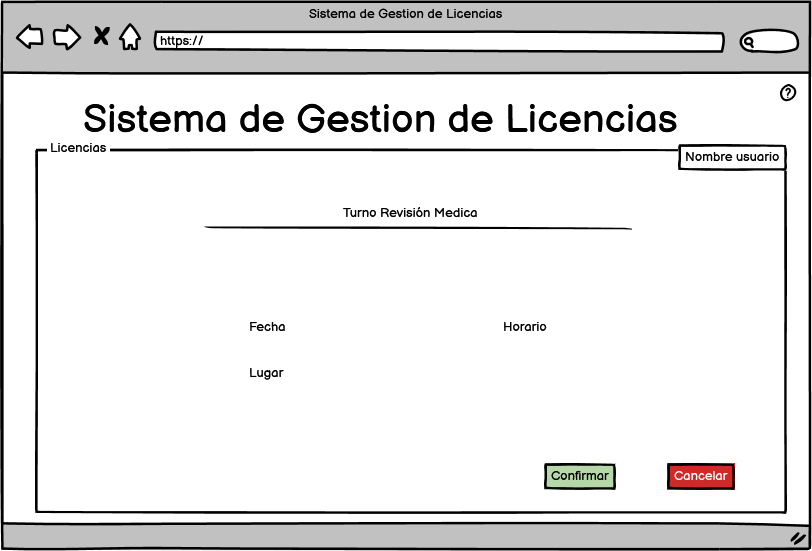 Sistema de Gestion de Licencias
https://
?
Sistema de Gestion de Licencias
Licencias
Nombre usuario
Turno Revisión Medica
Fecha
Horario
Lugar
Confirmar
Cancelar